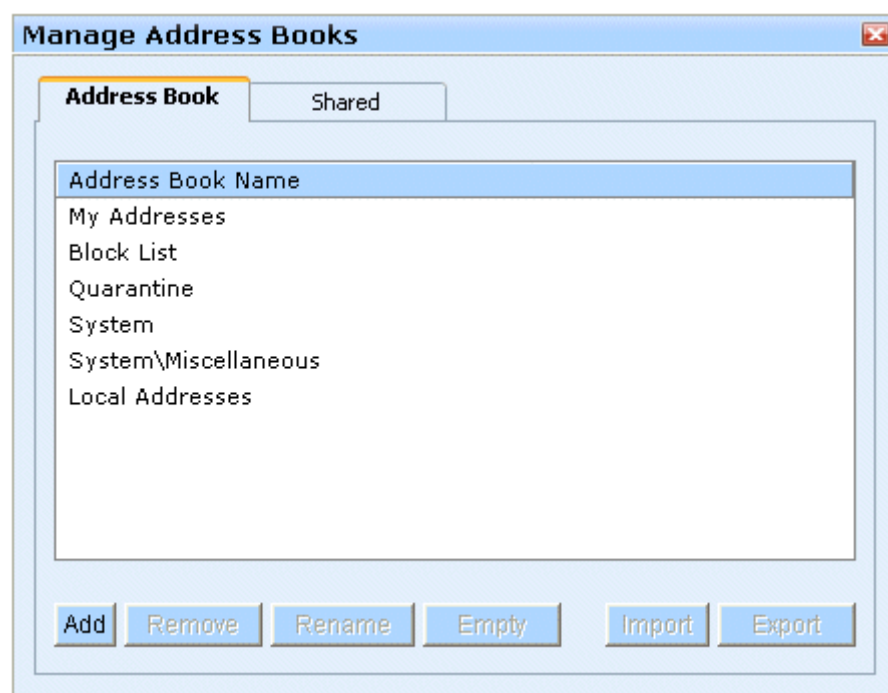 Manage Address Books
Address Book Shared
Address Book Name
My Addresses
Block List
Quarantine
System
System\Miscellaneous
Local Addresses
Add Remove Rename Empty Import Export